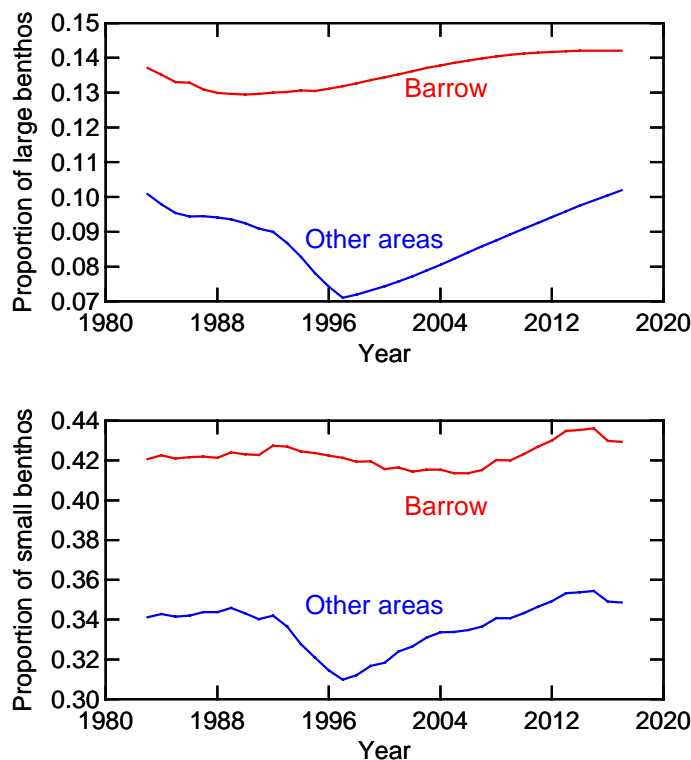 Proportion of large benthos
0.15
0.14
0.13
0.12
0.11
0.10
0.09
0.08
0.07
Barrow
Other areas
1980 1988 1996 2004 2012 2020
Year
Proportion of small benthos
0.44
0.42
0.40
0.38
0.36
0.34
0.32
0.30
Barrow
Other areas
1980 1988 1996 2004 2012 2020
Year